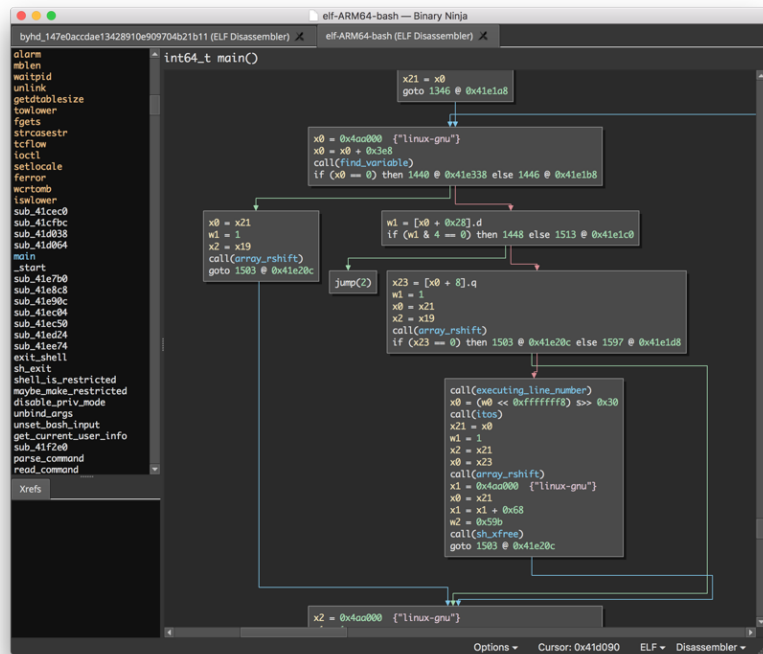 elf-ARM64-bash — Binary Ninja
byhd_147e0accdae13428910e909704b21b11 (ELF Disassembler)
elf-ARM64-bash (ELF Disassembler)
alarm
mblen
waitpid
unlink
getdtablesize
towlower
fgets
strcasestr
tcflow
ioctl
setlocale
ferror
wcrtomb
iswlower
sub_41cec0
sub_41cfbc
sub_41d038
sub_41d064
main
_start
sub_41e7b0
sub_41e8c8
sub_41e90c
sub_41ec04
sub_41ec50
sub_41ed24
sub_41ee74
exit_shell
sh_exit
shell_is_restricted
maybe_make_restricted
disable_priv_mode
unbind_args
unset_bash_input
get_current_user_info
sub_41f2e0
parse_command
read_command
Xrefs
int64_t main()
x21 = x0
goto 1346 @ 0x41e1a8
x0 = 0x4aa000 {"linux-gnu"}
x0 = x0 + 0x3e8
call(find_variable)
if (x0 == 0) then 1440 @ 0x41e338 else 1446 @ 0x41e1b8
x0 = x21
w1 = 1
x2 = x19
call(array_rshift)
goto 1503 @ 0x41e20c
w1 = [x0 + 0x28].d
if (w1 & 4 == 0) then 1448 else 1513 @ 0x41e1c0
jump(2)
x23 = [x0 + 8].q
w1 = 1
x0 = x21
x2 = x19
call(array_rshift)
if (x23 == 0) then 1503 @ 0x41e20c else 1597 @ 0x41e1d8
call(executing_line_number)
x0 = (w0 << 0xfffffff8) s>> 0x30
call(itos)
x21 = x0
w1 = 1
x2 = x21
x0 = x23
call(array_rshift)
x1 = 0x4aa000 {"linux-gnu"}
x0 = x21
x1 = x1 + 0x68
w2 = 0x59b
call(sh_xfree)
goto 1503 @ 0x41e20c
x2 = 0x4aa000 {"linux-gnu"}
Options
Cursor: 0x41d090
ELF
Disassembler